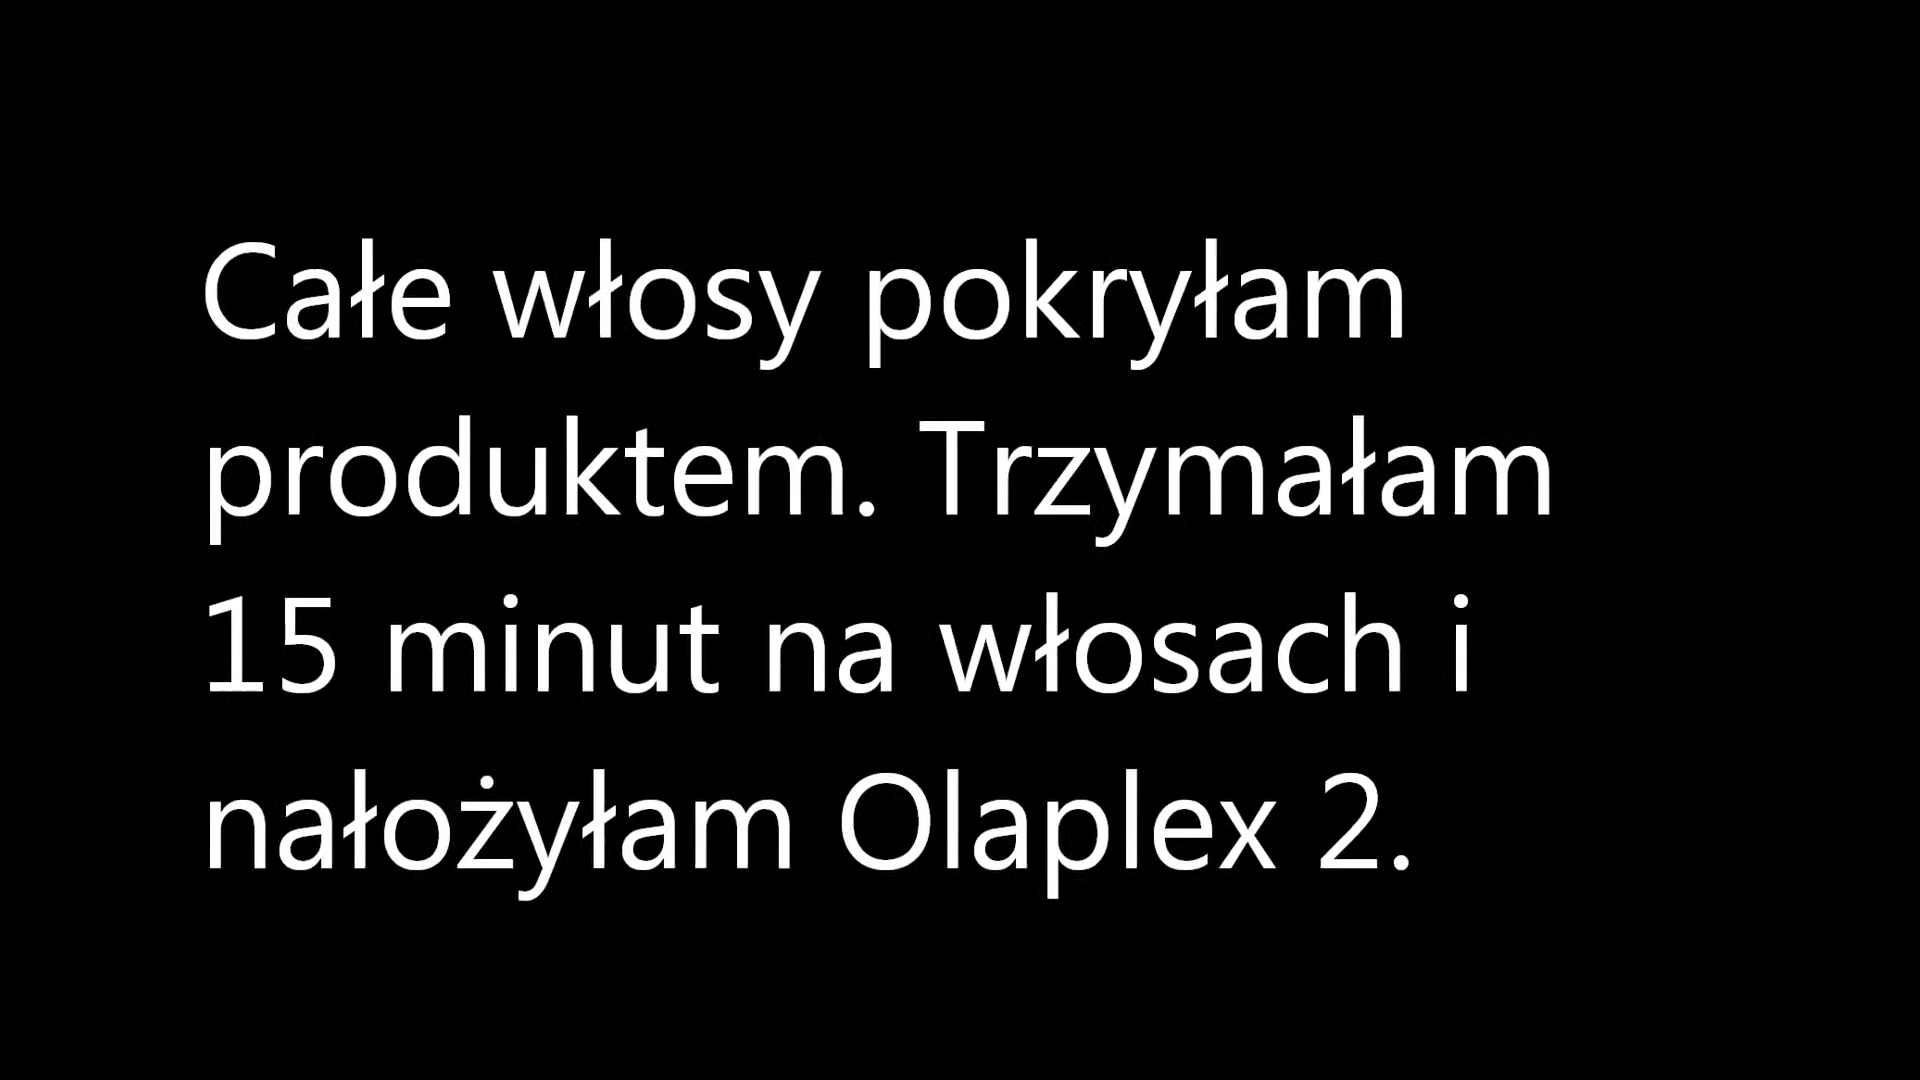 Całe włosy pokryłam
produktem. Trzymałam
15 minut na włosach i
nałożyłam Olaplex 2.